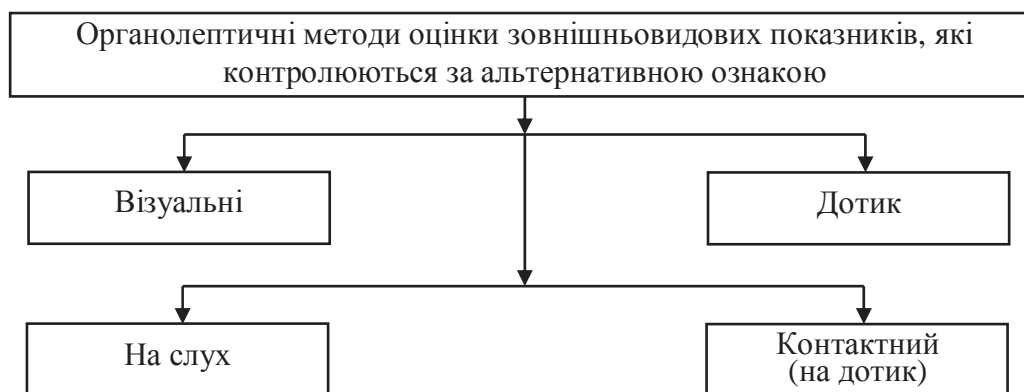 Органолептичні методи оцінки зовнішньовидових показників, які
контролюються за альтернативною ознакою
Візуальні
Дотик
На слух
Контактний
(на дотик)